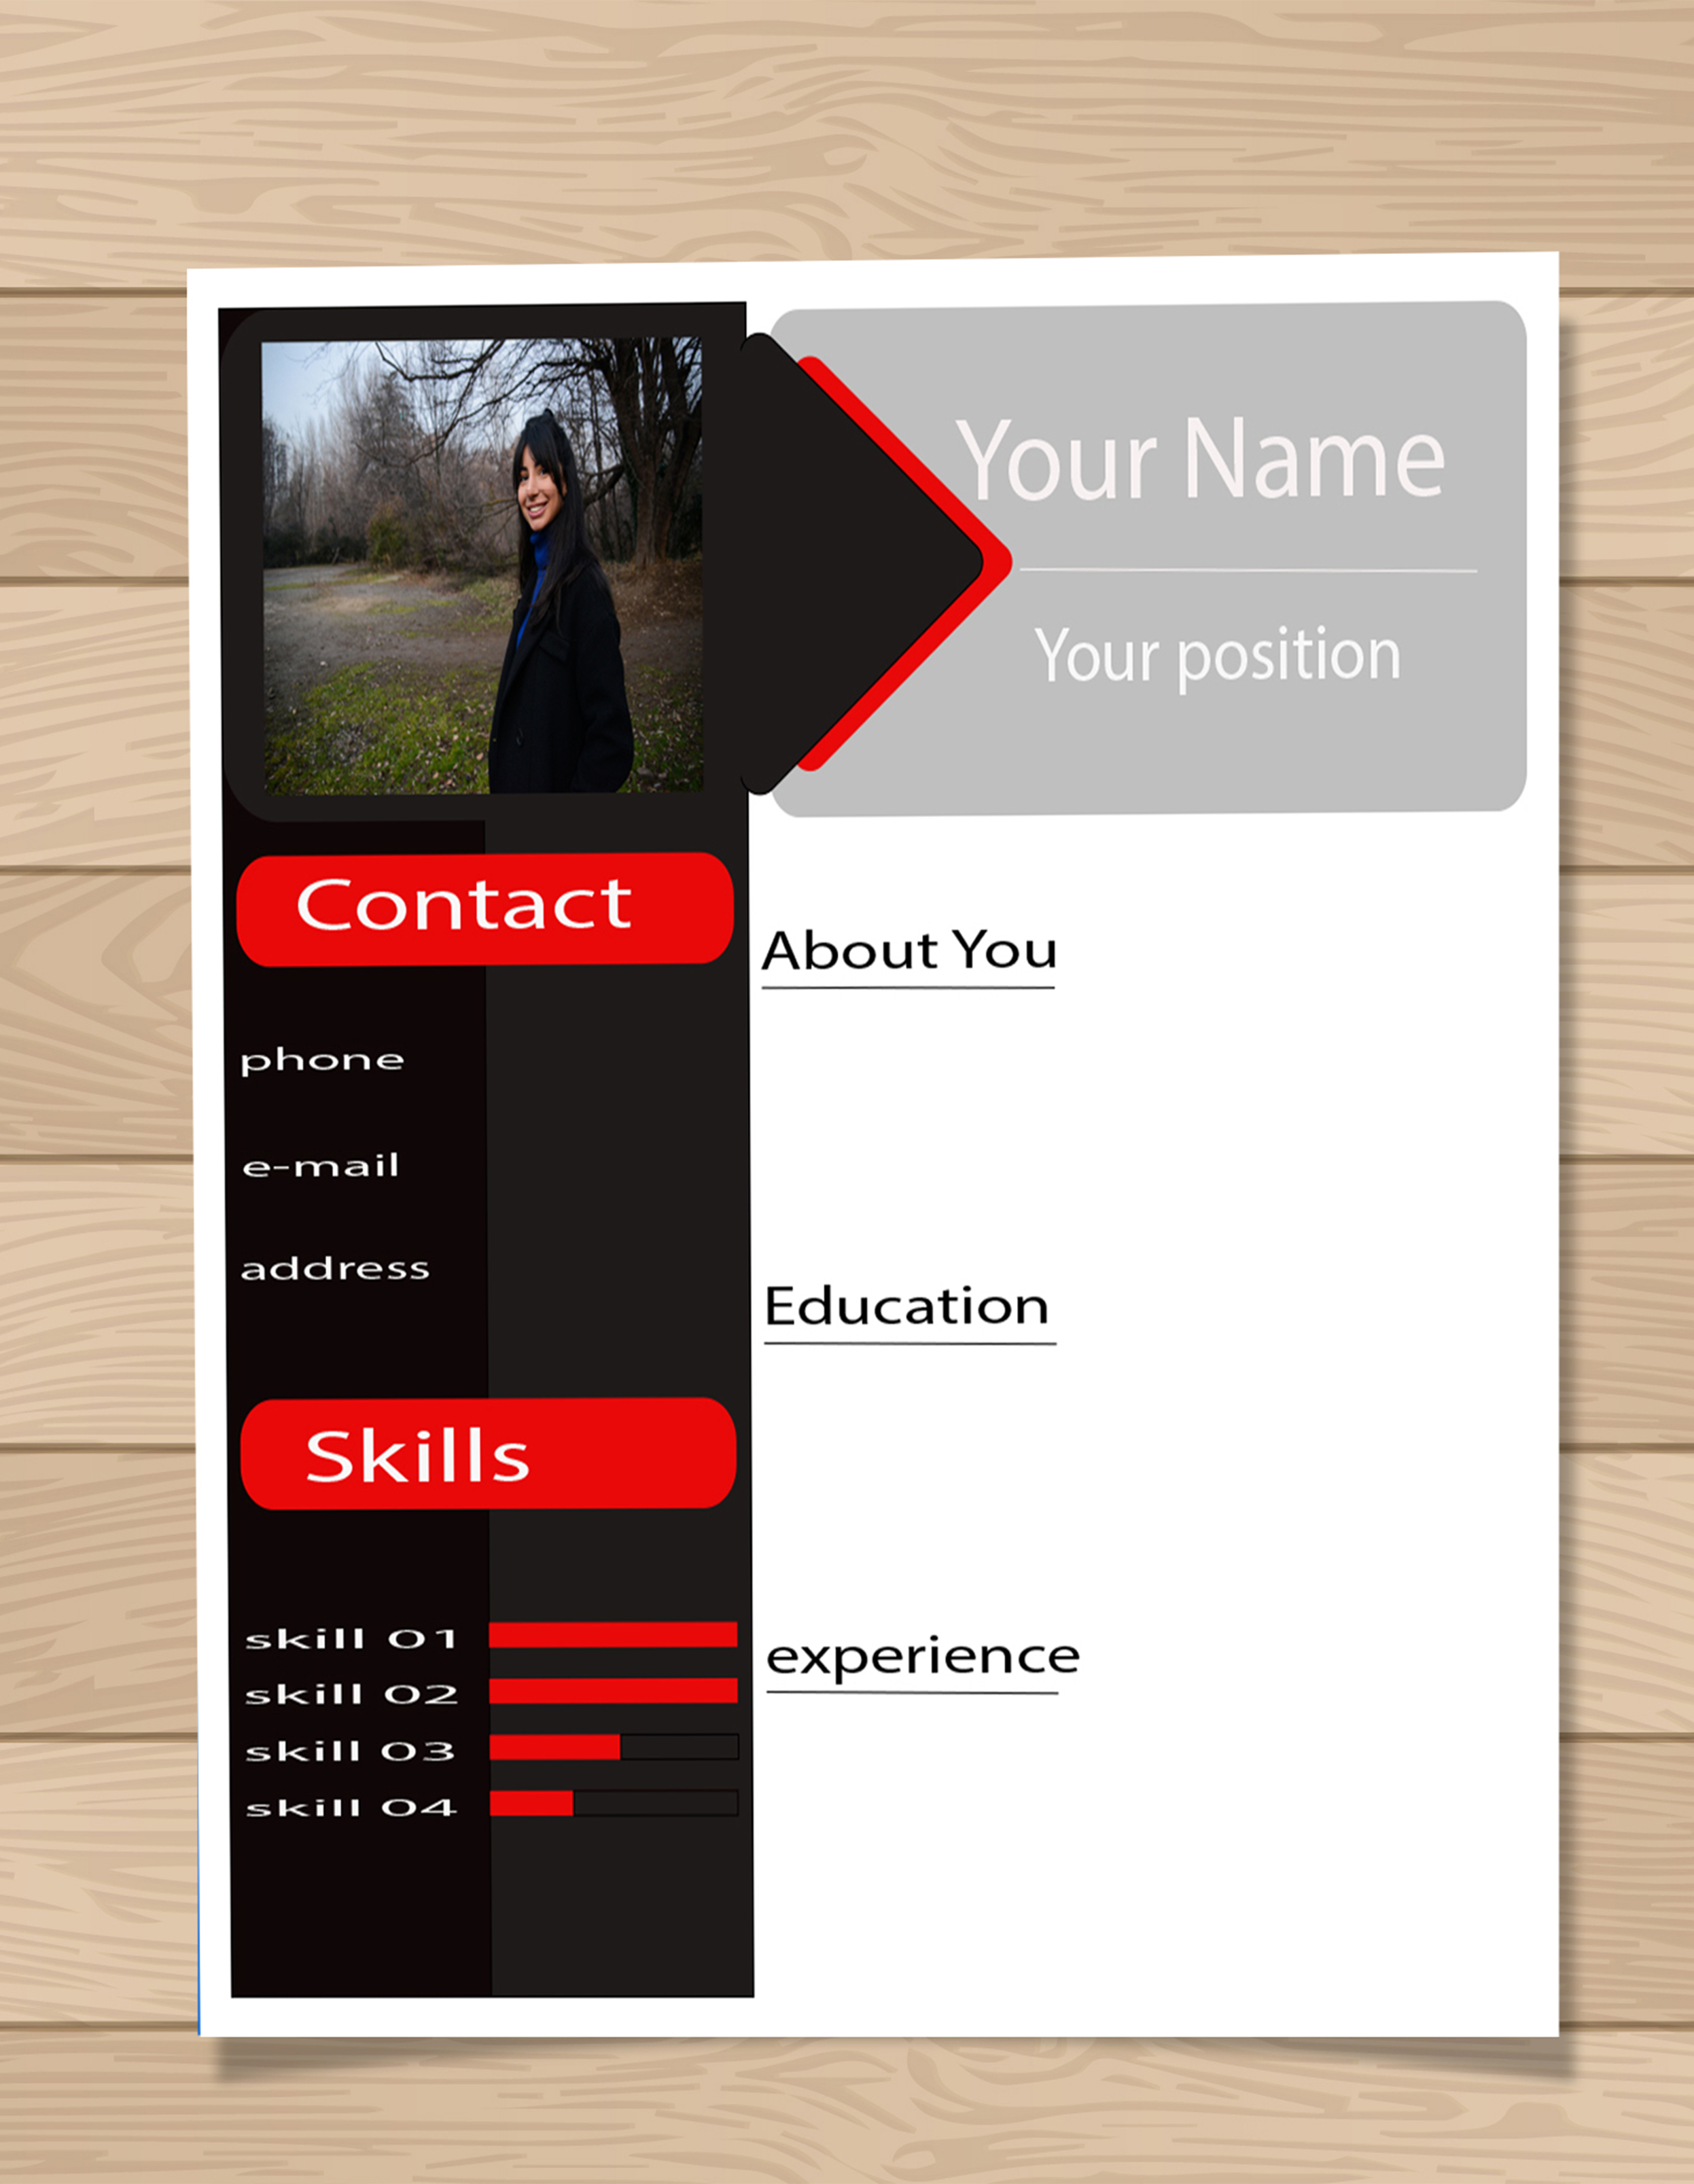 Your Name
Your position
Contact
phone
e-mail
address
Skills
skill 01
skill 02
skill 03
skill 04
About You
Education
experience